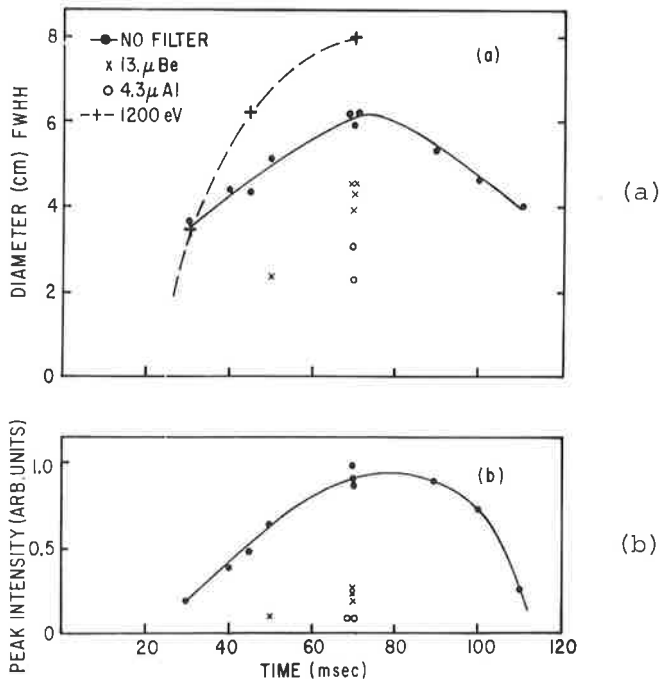 8
6
4
2
0
DIAMETER (cm) FWHH
NO FILTER
x 13.μBe
o 4.3μAl
-+-1200 eV
(a)
(a)
1.0
0.5
0
PEAK INTENSITY (ARB. UNITS)
(b)
(b)
20 40 60 80 100 120
TIME (msec)